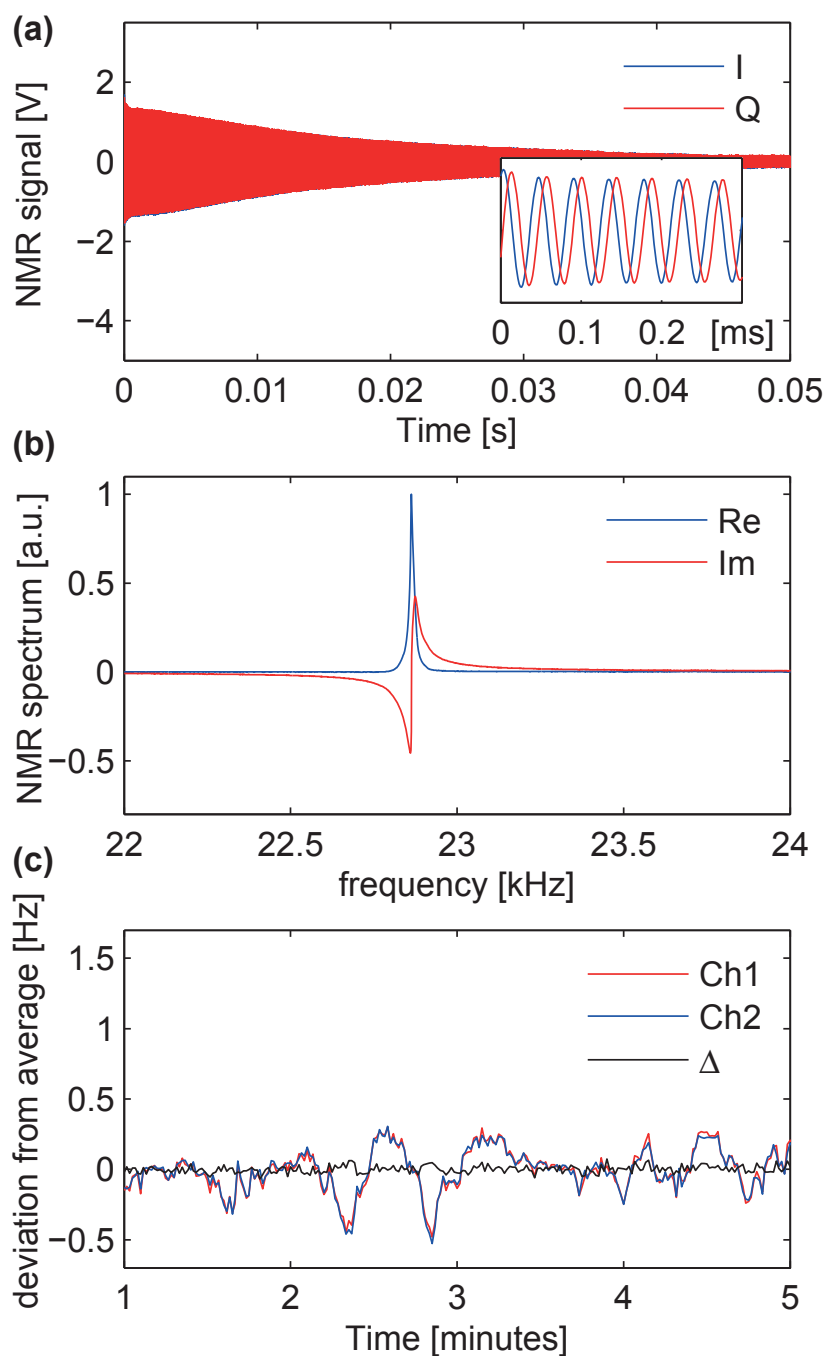 (a)
NMR signal [V]
2
0
−2
−4
I
Q
0 0.1 0.2 [ms]
0 0.01 0.02 0.03 0.04 0.05
Time [s]
(b)
NMR spectrum [a.u.]
1
0.5
0
−0.5
Re
Im
22 22.5 23 23.5 24
frequency [kHz]
(c)
deviation from average [Hz]
1.5
1
0.5
0
−0.5
Ch1
Ch2
Δ
1 2 3 4 5
Time [minutes]